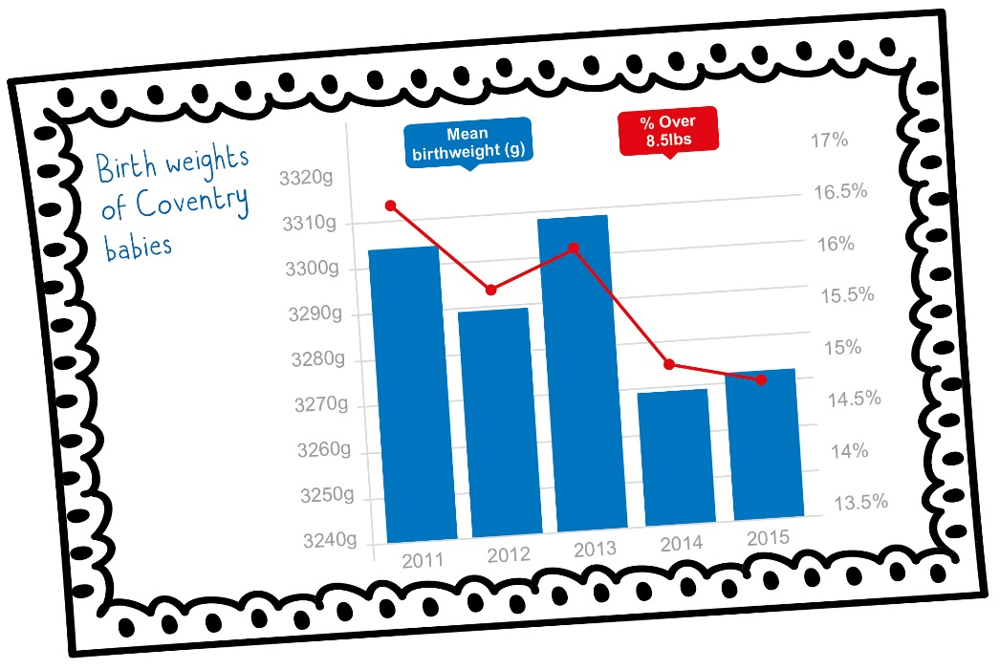 Birth weights
of Coventry
babies
Mean
birthweight (g)
% Over
8.5lbs
3320g
3310g
3300g
3290g
3280g
3270g
3260g
3250g
3240g
17%
16.5%
16%
15.5%
15%
14.5%
14%
13.5%
2011
2012
2013
2014
2015